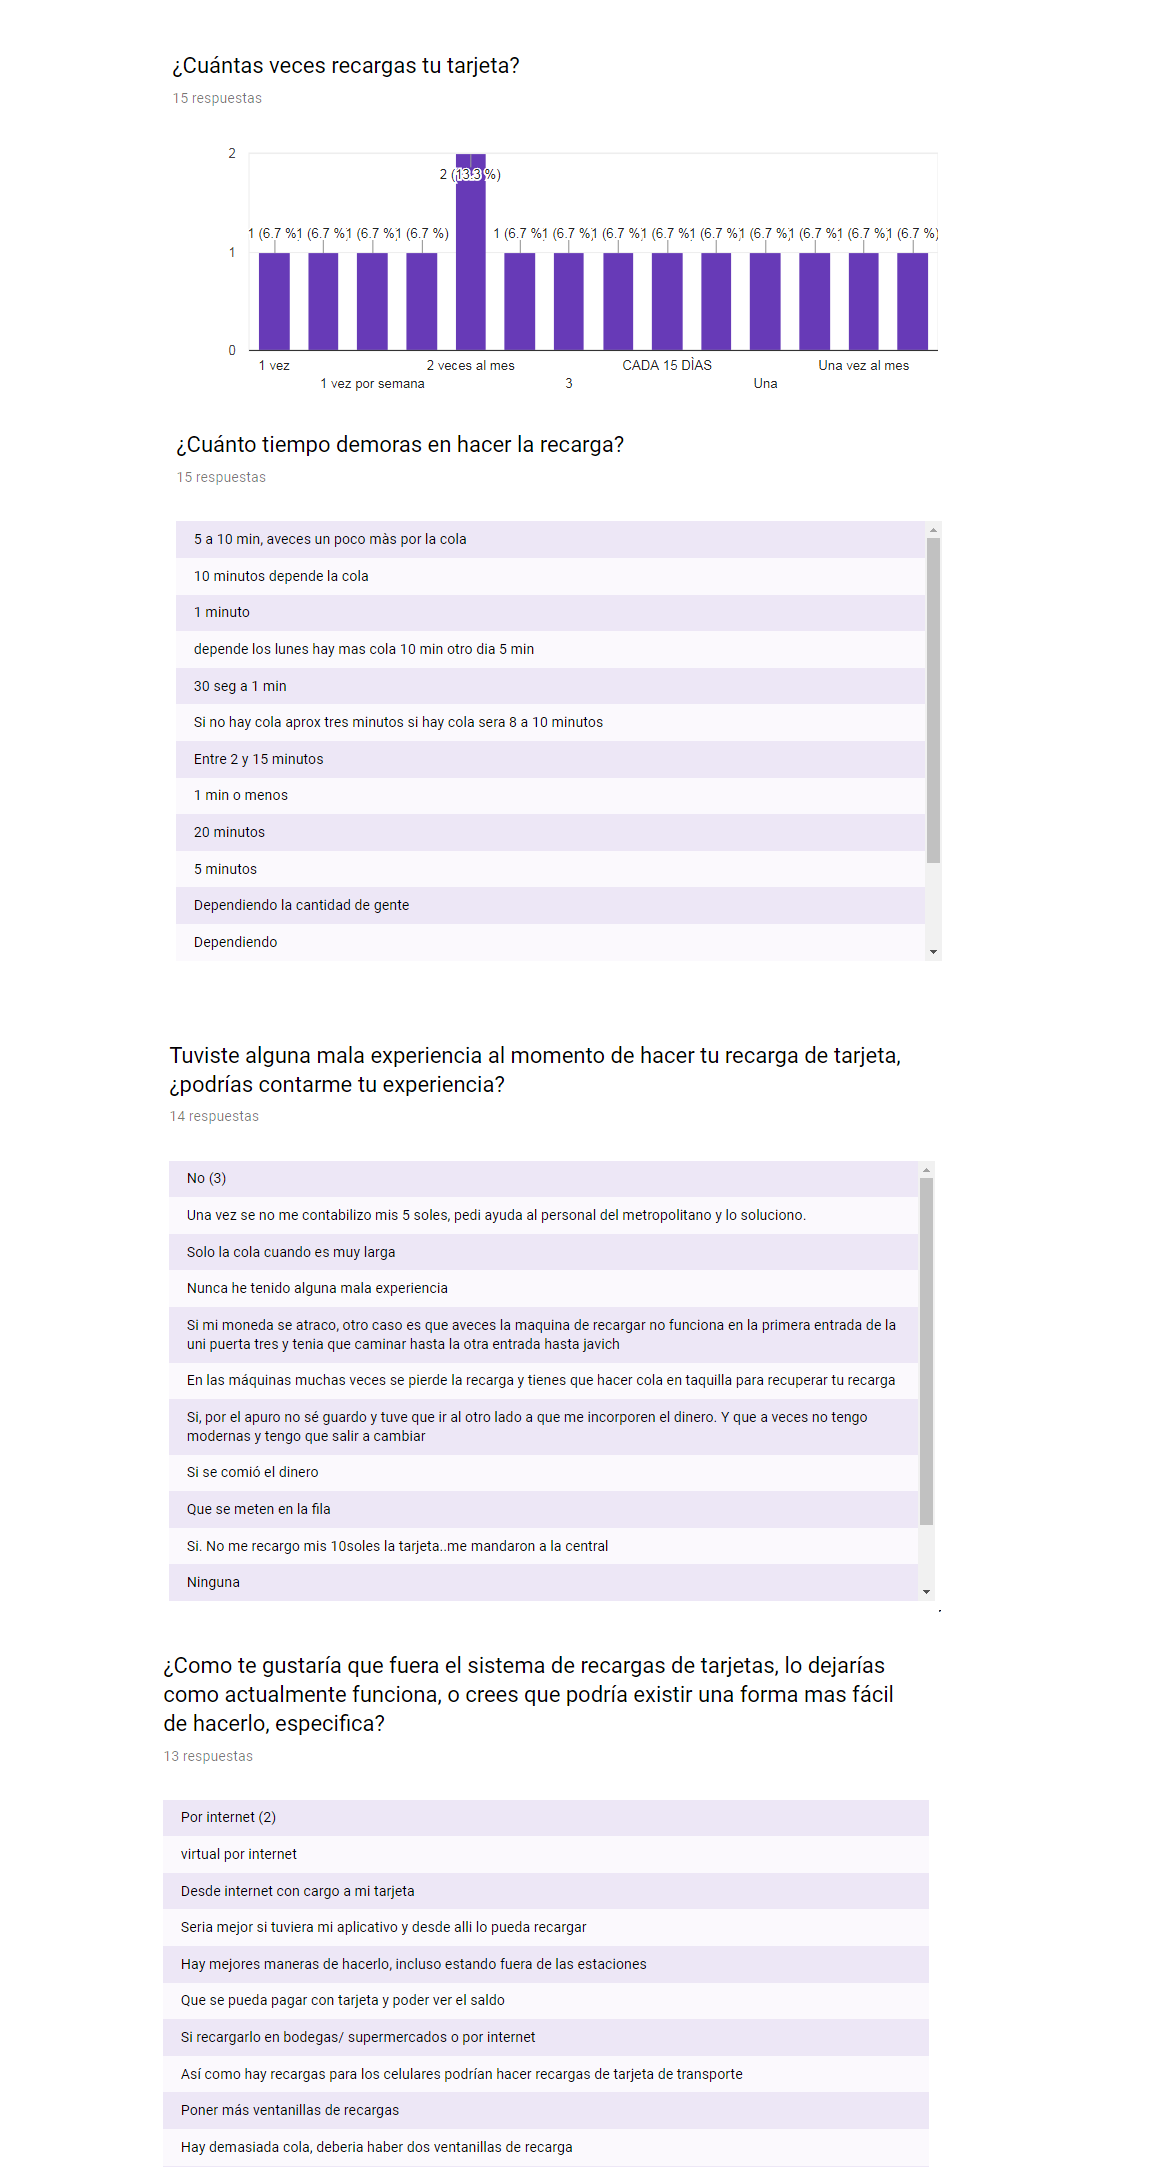 ¿Cuántas veces recargas tu tarjeta?
15 respuestas
2
2 (13.3 %)
1 (6.7 %) 1 (6.7 %) 1 (6.7 %) 1 (6.7 %) 1 (6.7 %) 1 (6.7 %) 1 (6.7 %) 1 (6.7 %) 1 (6.7 %) 1 (6.7 %) 1 (6.7 %) 1 (6.7 %) 1 (6.7 %)
1
0
1 vez 2 veces al mes CADA 15 DÌAS Una vez al mes
1 vez por semana 3 Una
¿Cuánto tiempo demoras en hacer la recarga?
15 respuestas
5 a 10 min, aveces un poco màs por la cola
10 minutos depende la cola
1 minuto
depende los lunes hay mas cola 10 min otro dia 5 min
30 seg a 1 min
Si no hay cola aprox tres minutos si hay cola sera 8 a 10 minutos
Entre 2 y 15 minutos
1 min o menos
20 minutos
5 minutos
Dependiendo la cantidad de gente
Dependiendo
Tuviste alguna mala experiencia al momento de hacer tu recarga de tarjeta,
¿podrías contarme tu experiencia?
14 respuestas
No (3)
Una vez se no me contabilizo mis 5 soles, pedi ayuda al personal del metropolitano y lo soluciono.
Solo la cola cuando es muy larga
Nunca he tenido alguna mala experiencia
Si mi moneda se atraco, otro caso es que aveces la maquina de recargar no funciona en la primera entrada de la
uni puerta tres y tenia que caminar hasta la otra entrada hasta javich
En las máquinas muchas veces se pierde la recarga y tienes que hacer cola en taquilla para recuperar tu recarga
Si, por el apuro no sé guardo y tuve que ir al otro lado a que me incorporen el dinero. Y que a veces no tengo
modernas y tengo que salir a cambiar
Si se comió el dinero
Que se meten en la fila
Si. No me recargo mis 10soles la tarjeta..me mandaron a la central
Ninguna
¿Como te gustaría que fuera el sistema de recargas de tarjetas, lo dejarías
como actualmente funciona, o crees que podría existir una forma mas fácil
de hacerlo, especifica?
13 respuestas
Por internet (2)
virtual por internet
Desde internet con cargo a mi tarjeta
Seria mejor si tuviera mi aplicativo y desde alli lo pueda recargar
Hay mejores maneras de hacerlo, incluso estando fuera de las estaciones
Que se pueda pagar con tarjeta y poder ver el saldo
Si recargarlo en bodegas/ supermercados o por internet
Así como hay recargas para los celulares podrían hacer recargas de tarjeta de transporte
Poner más ventanillas de recargas
Hay demasiada cola, deberia haber dos ventanillas de recarga